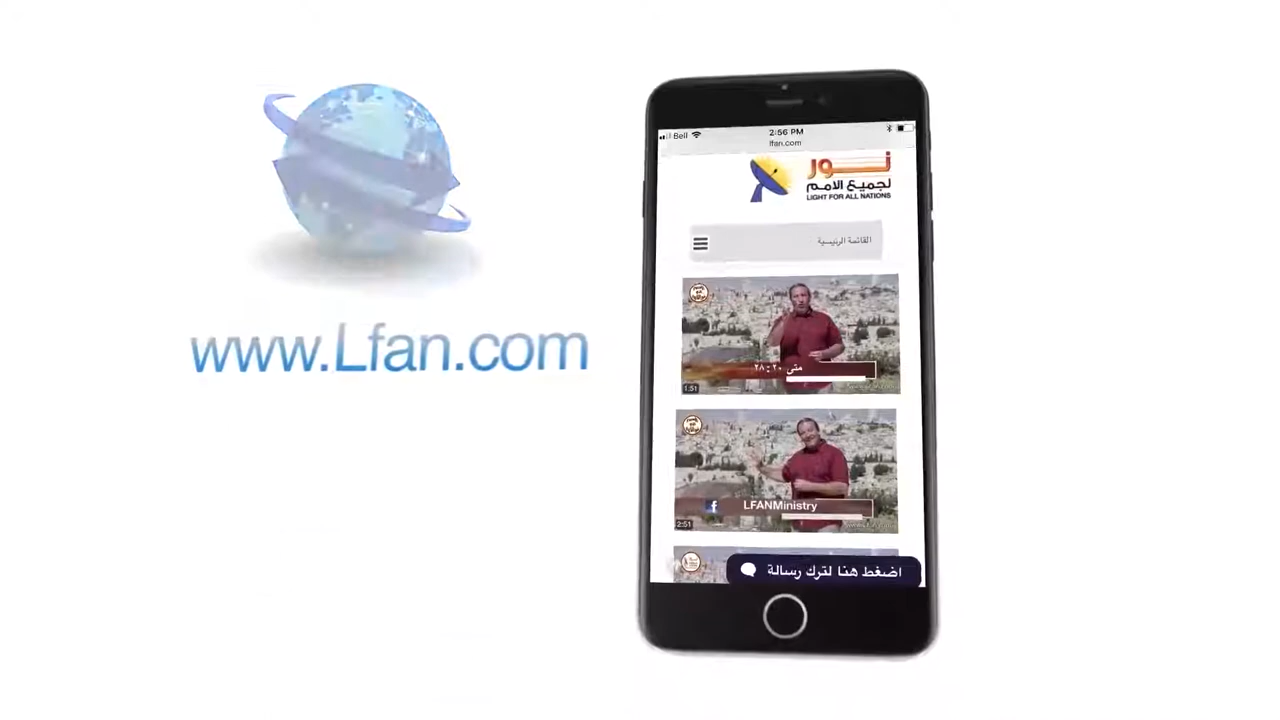 www.Lfan.com
Bell
2:56 PM
lfan.com
نور
لجميع الامم
LIGHT FOR ALL NATIONS
القائمة الرئيسية
متى ٢٠ : ٢٨
1:51
LFANMinistry
2:51
اضغط هنا لترك رسالة